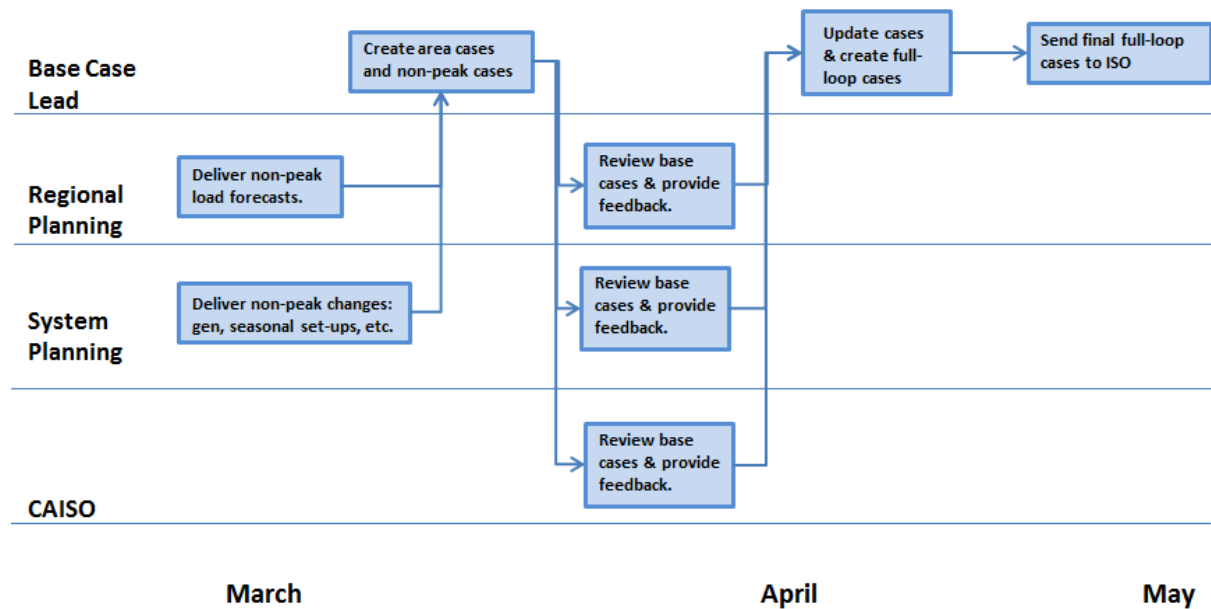 Base Case
Lead
Create area cases
and non-peak cases
Update cases
& create full-
loop cases
Send final full-loop
cases to ISO
Regional
Planning
Deliver non-peak
load forecasts.
Review base
cases & provide
feedback.
System
Planning
Deliver non-peak changes:
gen, seasonal set-ups, etc.
Review base
cases & provide
feedback.
CAISO
Review base
cases & provide
feedback.
March
April
May